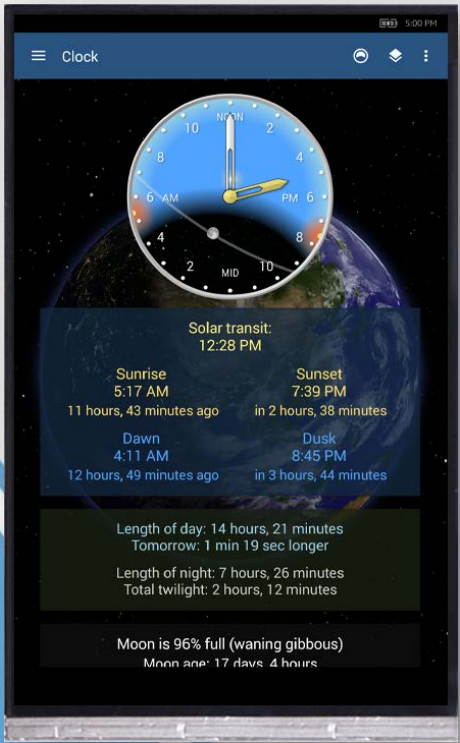 5:00 PM
Clock
NOON
10 2
8 4
6 AM PM 6
4 8
2 MID 10
Solar transit:
12:28 PM
Sunrise Sunset
5:17 AM 7:39 PM
11 hours, 43 minutes ago in 2 hours, 38 minutes
Dawn Dusk
4:11 AM 8:45 PM
12 hours, 49 minutes ago in 3 hours, 44 minutes
Length of day: 14 hours, 21 minutes
Tomorrow: 1 min 19 sec longer
Length of night: 7 hours, 26 minutes
Total twilight: 2 hours, 12 minutes
Moon is 96% full (waning gibbous)
Moon age: 17 days, 4 hours